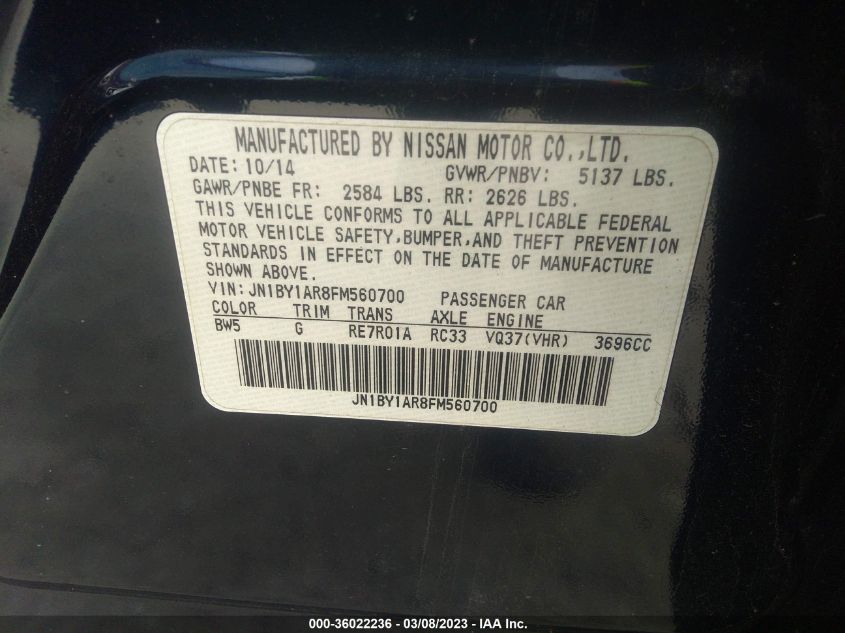 MANUFACTURED BY NISSAN MOTOR CO.,LTD.
DATE: 10/14 GVWR/PNBV: 5137 LBS.
GAWR/PNBE FR: 2584 LBS. RR: 2626 LBS.
THIS VEHICLE CONFORMS TO ALL APPLICABLE FEDERAL
MOTOR VEHICLE SAFETY,BUMPER,AND THEFT PREVENTION
STANDARDS IN EFFECT ON THE DATE OF MANUFACTURE
SHOWN ABOVE.
VIN: JN1BY1AR8FM560700 PASSENGER CAR
COLOR TRIM TRANS AXLE ENGINE
BW5 G RE7R01A RC33 VQ37(VHR) 3696CC
JN1BY1AR8FM560700
000-36022236 - 03/08/2023 - IAA Inc.